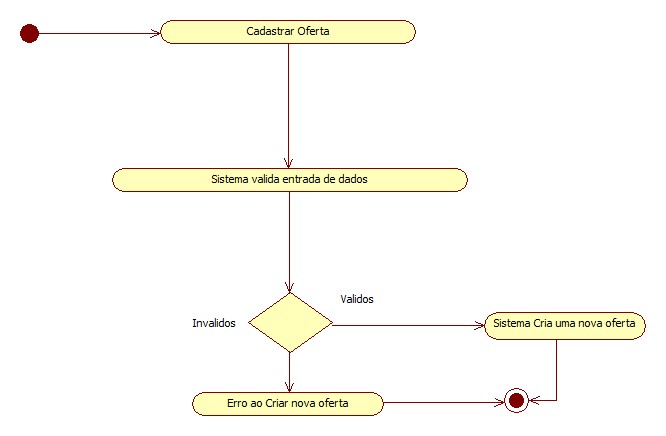 Cadastrar Oferta
Sistema valida entrada de dados
Validos
Invalidos
Sistema Cria uma nova oferta
Erro ao Criar nova oferta